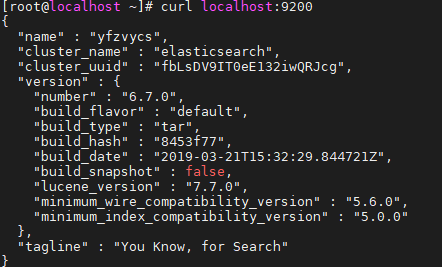 [root@localhost ~]# curl localhost:9200
{
  "name" : "yfzvycs",
  "cluster_name" : "elasticsearch",
  "cluster_uuid" : "fbLsDV9IT0eE132iwQRJcg",
  "version" : {
    "number" : "6.7.0",
    "build_flavor" : "default",
    "build_type" : "tar",
    "build_hash" : "8453f77",
    "build_date" : "2019-03-21T15:32:29.844721Z",
    "build_snapshot" : false,
    "lucene_version" : "7.7.0",
    "minimum_wire_compatibility_version" : "5.6.0",
    "minimum_index_compatibility_version" : "5.0.0"
  },
  "tagline" : "You Know, for Search"
}